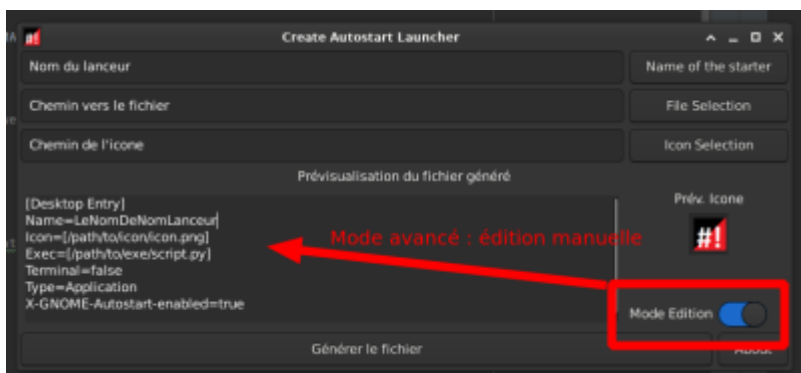 Create Autostart Launcher
Nom du lanceur
Name of the starter
Chemin vers le fichier
File Selection
Chemin de l'icone
Icon Selection
Prévisualisation du fichier généré
[Desktop Entry]
Name=LeNomDeNomLanceur
Icon=[/path/to/icon/icon.png]
Exec=[/path/to/exe/script.py]
Terminal=false
Type=Application
X-GNOME-Autostart-enabled=true
Prév. Icone
#!
Mode avancé : édition manuelle
Mode Edition
Générer le fichier
About